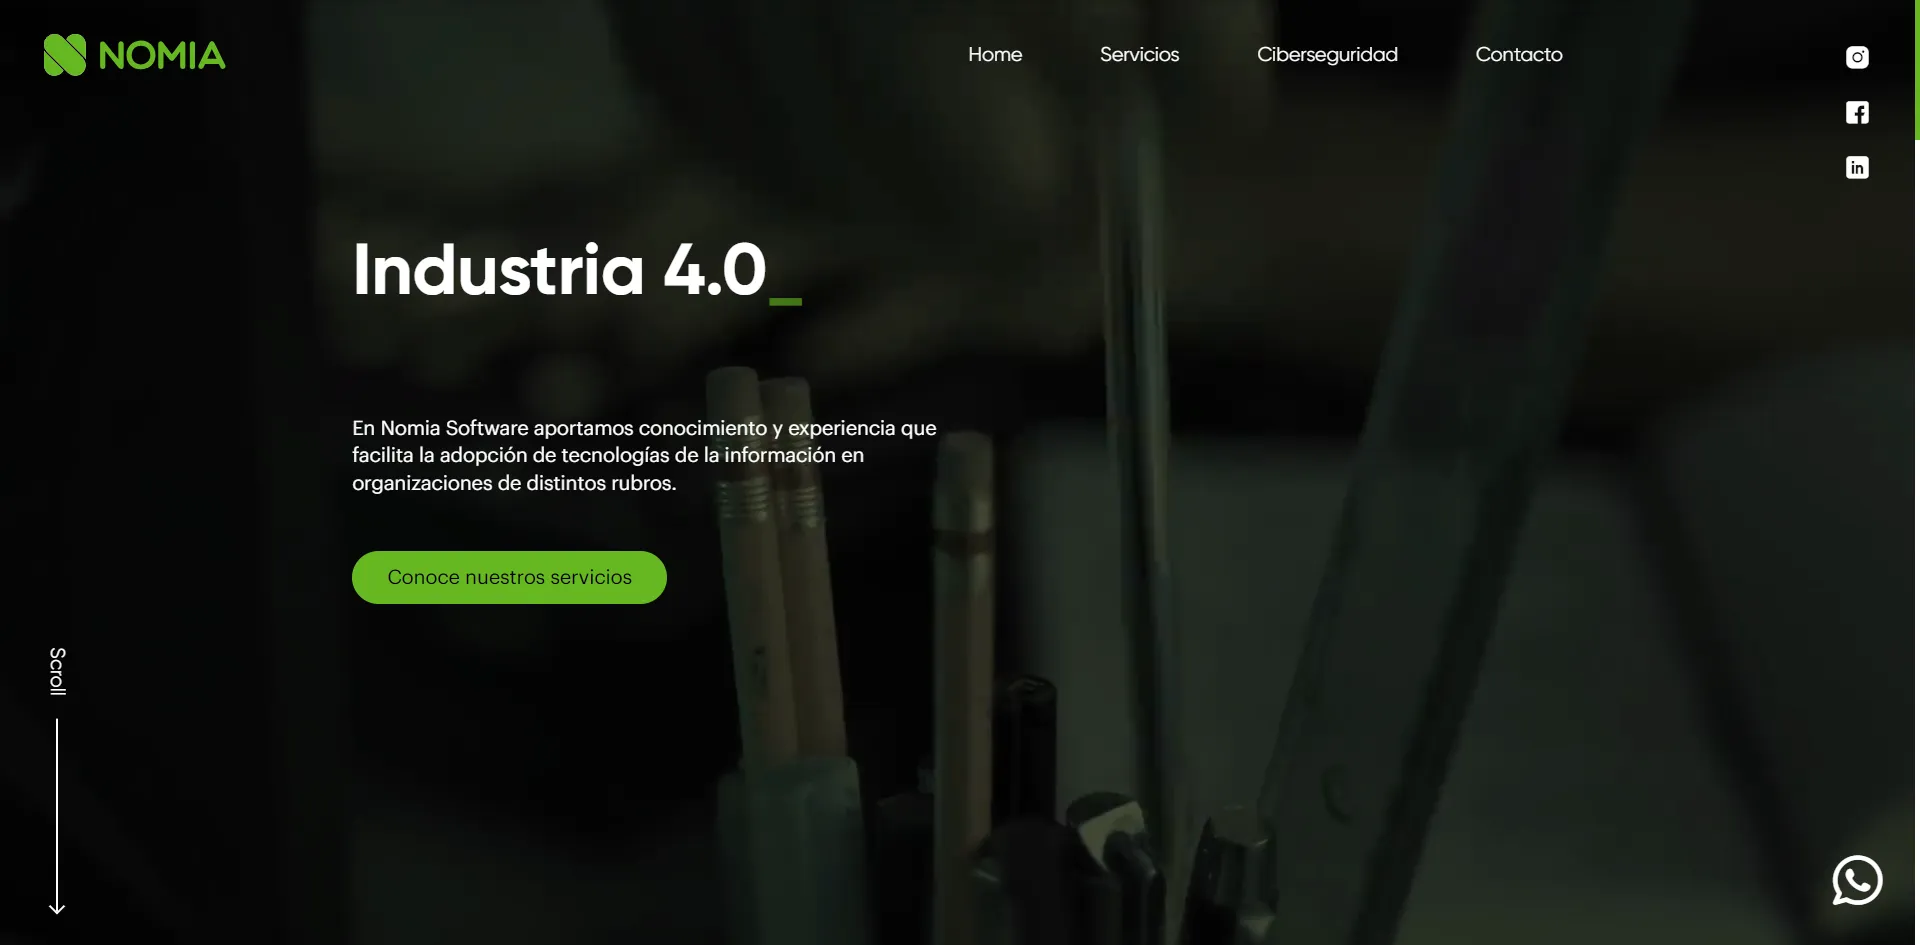 NOMIA
Home
Servicios
Ciberseguridad
Contacto
Industria 4.0_
En Nomia Software aportamos conocimiento y experiencia que
facilita la adopción de tecnologías de la información en
organizaciones de distintos rubros.
Conoce nuestros servicios
Scroll